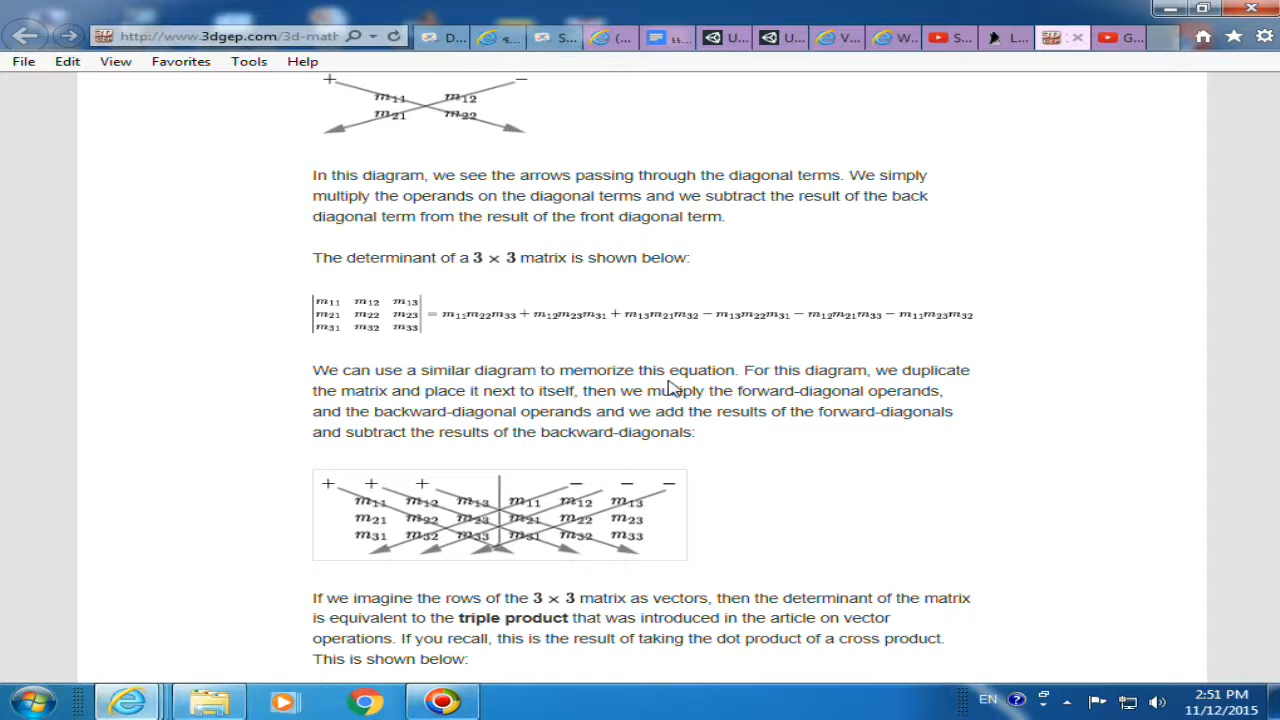 http://www.3dgep.com/3d-math
D... S... (... U... U... V... W... S... L... G...
File Edit View Favorites Tools Help
+ −
m11 m12
m21 m22
In this diagram, we see the arrows passing through the diagonal terms. We simply
multiply the operands on the diagonal terms and we subtract the result of the back
diagonal term from the result of the front diagonal term.
The determinant of a 3 × 3 matrix is shown below:
m11 m12 m13
m21 m22 m23 = m11m22m33 + m12m23m31 + m13m21m32 − m13m22m31 − m12m21m33 − m11m23m32
m31 m32 m33
We can use a similar diagram to memorize this equation. For this diagram, we duplicate
the matrix and place it next to itself, then we multiply the forward-diagonal operands,
and the backward-diagonal operands and we add the results of the forward-diagonals
and subtract the results of the backward-diagonals:
+ + + − − −
m11 m12 m13 m11 m12 m13
m21 m22 m23 m21 m22 m23
m31 m32 m33 m31 m32 m33
If we imagine the rows of the 3 × 3 matrix as vectors, then the determinant of the matrix
is equivalent to the triple product that was introduced in the article on vector
operations. If you recall, this is the result of taking the dot product of a cross product.
This is shown below:
EN
2:51 PM
11/12/2015